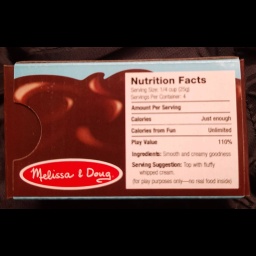 Nutrition Facts
Serving Size: 1/4 cup (35g)
Servings Per Container: 4
Amount Per Serving
Calories Just enough
Calories from Fun Unlimited
Play Value 110%
Ingredients: Smooth and creamy goodness
Serving Suggestion: Top with fluffy
whipped cream.
(for play purposes only—no real food inside)
Melissa & Doug